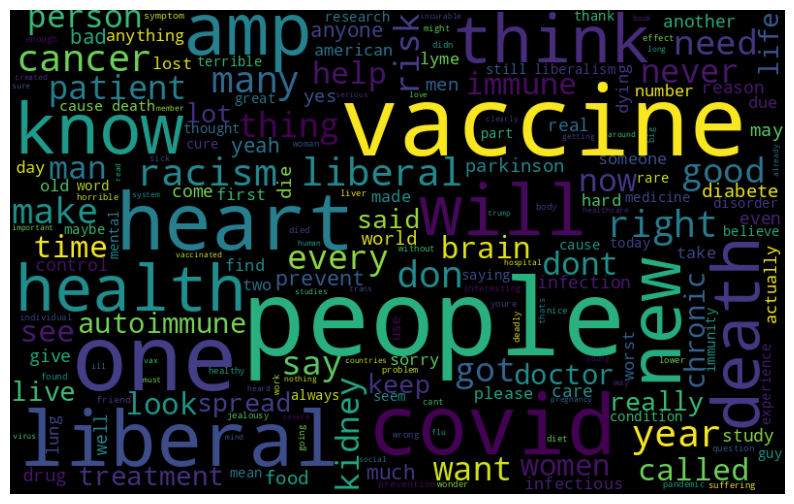 person
symptom
amp
research
american
anyone
risk
think
thank
might
didn
another
incurable
enough
book
effect
long
need
life
bad
anything
lost
terrible
cancer
many
help
lyme
men
dying
still
liberalism
number
never
reason
due
patient
yes
immune
cause death
member
great
lot
created
sure
know
thought
thing
cure
yeah
vaccine
serious
love
clearly
getting
around
big
already
part
real
may
man
day
racism
liberal
parkinson
someone
good
old
word
horrible
read
sick
woman
die
come
first
system
liver
made
now
rare
diabete
medicine
hard
disorder
even
make
important
maybe
mental
heart
died
will
trump
body
healthcare
said
right
today
take
believe
time
vaccinated
human
without
world
cause
every
brain
hospital
control
find
two
prevent
saying
don
dont
infection
health
studies
trans
interesting
youre
thats
nice
deadly
use
people
new
death
actually
individual
see
autoimmune
chronic
immunity
lower
experience
give
one
vax
countries
say
sorry
got
doctor
worst
found
ill
must
healthy
problem
live
look
heard
nothing
work
always
keep
seem
please
care
really
condition
friend
spread
jealousy
severe
cant
pregnancy
virus
lung
well
liberal
mind
going
kidney
covid
wrong
flu
diet
year
study
guy
question
drug
treatment
mean
food
social
much
want
women
prevention
wonder
infectious
called
pandemic
suffering